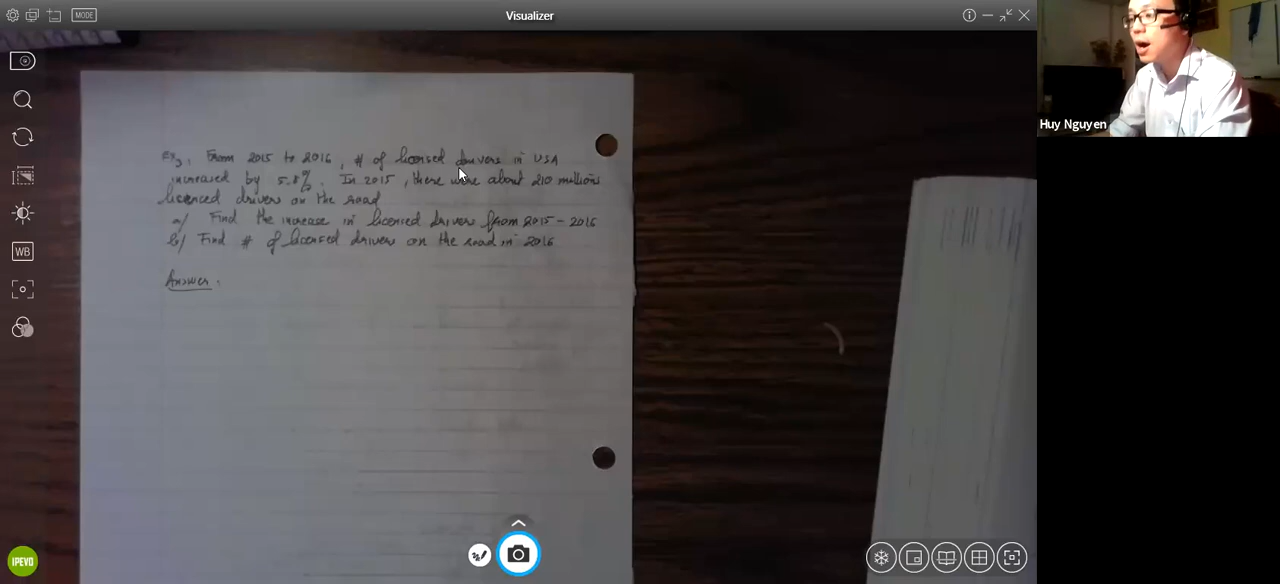 Visualizer
MODE
Huy Nguyen
Ex3: From 2015 to 2016, # of licensed drivers in USA
increased by 5.8%. In 2015, there were about 210 millions
licensed drivers on the road
a/ Find the increase in licensed drivers from 2015-2016
b/ Find # of licensed drivers on the road in 2016
Answer.
WB
IPEVO